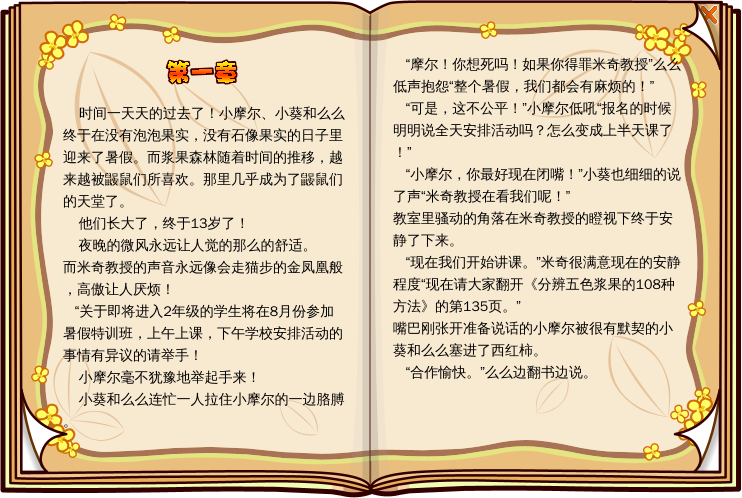 第一章
时间一天天的过去了！小摩尔、小葵和么么
终于在没有泡泡果实，没有石像果实的日子里
迎来了暑假。而浆果森林随着时间的推移，越
来越被鼹鼠们所喜欢。那里几乎成为了鼹鼠们
的天堂了。
他们长大了，终于13岁了！
夜晚的微风永远让人觉的那么的舒适。
而米奇教授的声音永远像会走猫步的金凤凰般
，高傲让人厌烦！
“关于即将进入2年级的学生将在8月份参加
暑假特训班，上午上课，下午学校安排活动的
事情有异议的请举手！
小摩尔毫不犹豫地举起手来！
小葵和么么连忙一人拉住小摩尔的一边胳膊
。
“摩尔！你想死吗！如果你得罪米奇教授”么么
低声抱怨“整个暑假，我们都会有麻烦的！”
“可是，这不公平！”小摩尔低吼“报名的时候
明明说全天安排活动吗？怎么变成上半天课了
！”
“小摩尔，你最好现在闭嘴！”小葵也细细的说
了声“米奇教授在看我们呢！”
教室里骚动的角落在米奇教授的瞪视下终于安
静了下来。
“现在我们开始讲课。”米奇很满意现在的安静
程度“现在请大家翻开《分辨五色浆果的108种
方法》的第135页。”
嘴巴刚张开准备说话的小摩尔被很有默契的小
葵和么么塞进了西红柿。
“合作愉快。”么么边翻书边说。